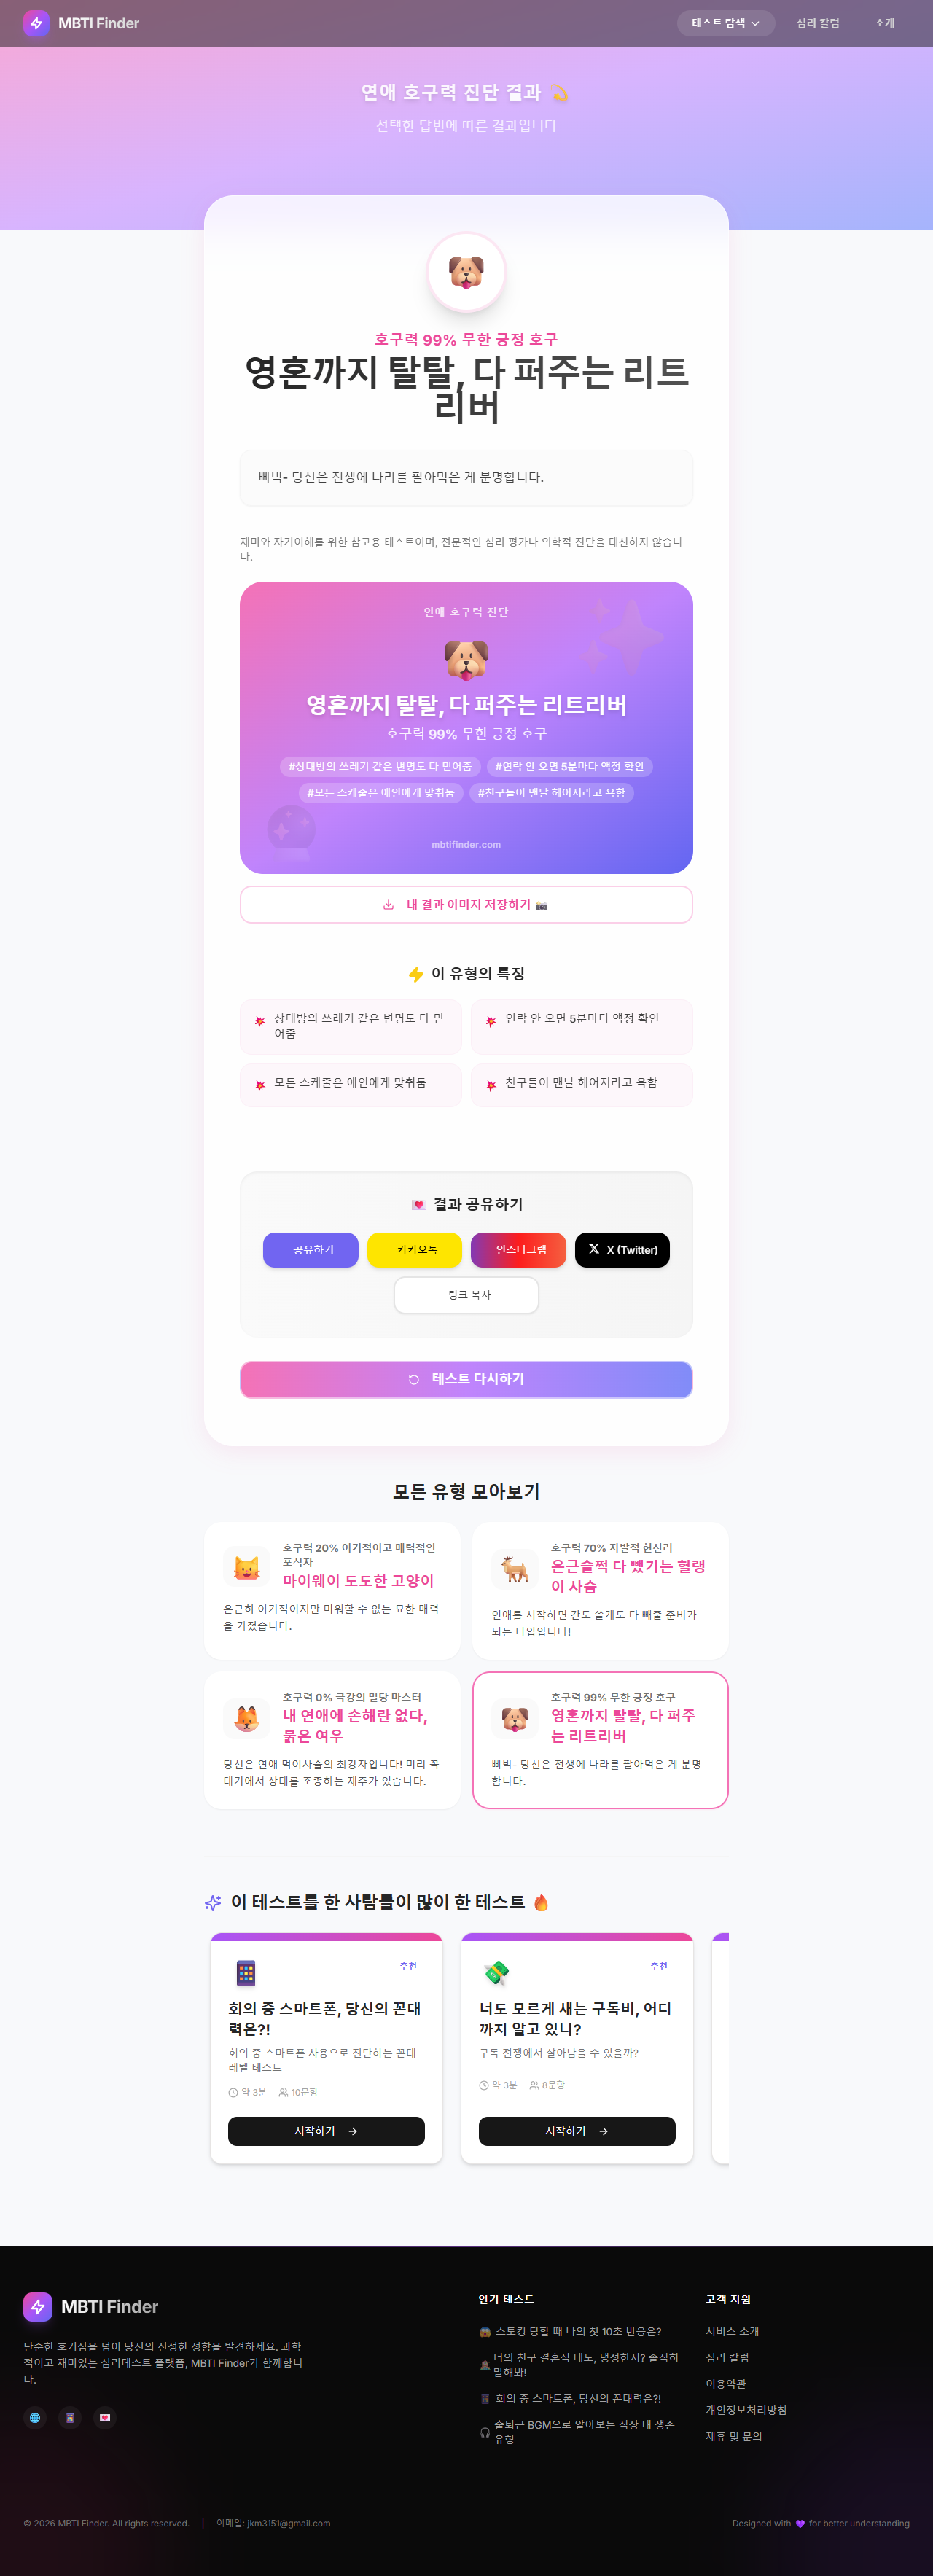 MBTI Finder
테스트 탐색
심리 칼럼
소개
연애 호구력 진단 결과 💫
선택한 답변에 따른 결과입니다
호구력 99% 무한 긍정 호구
영혼까지 탈탈, 다 퍼주는 리트
리버
삐빅- 당신은 전생에 나라를 팔아먹은 게 분명합니다.
재미와 자기이해를 위한 참고용 테스트이며, 전문적인 심리 평가나 의학적 진단을 대신하지 않습니
다.
연애 호구력 진단
영혼까지 탈탈, 다 퍼주는 리트리버
호구력 99% 무한 긍정 호구
#상대방의 쓰레기 같은 변명도 다 믿어줌
#연락 안 오면 5분마다 액정 확인
#모든 스케줄은 애인에게 맞춰둠
#친구들이 맨날 헤어지라고 욕함
mbtifinder.com
내 결과 이미지 저장하기 📸
이 유형의 특징
상대방의 쓰레기 같은 변명도 다 믿
어줌
연락 안 오면 5분마다 액정 확인
모든 스케줄은 애인에게 맞춰둠
친구들이 맨날 헤어지라고 욕함
💌 결과 공유하기
공유하기
카카오톡
인스타그램
X (Twitter)
링크 복사
테스트 다시하기
모든 유형 모아보기
호구력 20% 이기적이고 매력적인
포식자
마이웨이 도도한 고양이
은근히 이기적이지만 미워할 수 없는 묘한 매력
을 가졌습니다.
호구력 70% 자발적 헌신러
은근슬쩍 다 뺐기는 헐랭
이 사슴
연애를 시작하면 간도 쓸개도 다 빼줄 준비가
되는 타입입니다!
호구력 0% 극강의 밀당 마스터
내 연애에 손해란 없다,
붉은 여우
당신은 연애 먹이사슬의 최강자입니다! 머리 꼭
대기에서 상대를 조종하는 재주가 있습니다.
호구력 99% 무한 긍정 호구
영혼까지 탈탈, 다 퍼주
는 리트리버
삐빅- 당신은 전생에 나라를 팔아먹은 게 분명
합니다.
이 테스트를 한 사람들이 많이 한 테스트 🔥
추천
회의 중 스마트폰, 당신의 꼰대
력은?!
회의 중 스마트폰 사용으로 진단하는 꼰대
레벨 테스트
약 3분
10문항
시작하기
추천
너도 모르게 새는 구독비, 어디
까지 알고 있니?
구독 전쟁에서 살아남을 수 있을까?
약 3분
8문항
시작하기
MBTI Finder
단순한 호기심을 넘어 당신의 진정한 성향을 발견하세요. 과학
적이고 재미있는 심리테스트 플랫폼, MBTI Finder가 함께합니
다.
인기 테스트
스토킹 당할 때 나의 첫 10초 반응은?
너의 친구 결혼식 태도, 냉정한지? 솔직히
말해봐!
회의 중 스마트폰, 당신의 꼰대력은?!
출퇴근 BGM으로 알아보는 직장 내 생존
유형
고객 지원
서비스 소개
심리 칼럼
이용약관
개인정보처리방침
제휴 및 문의
© 2026 MBTI Finder. All rights reserved. | 이메일: jkm3151@gmail.com
Designed with 💜 for better understanding